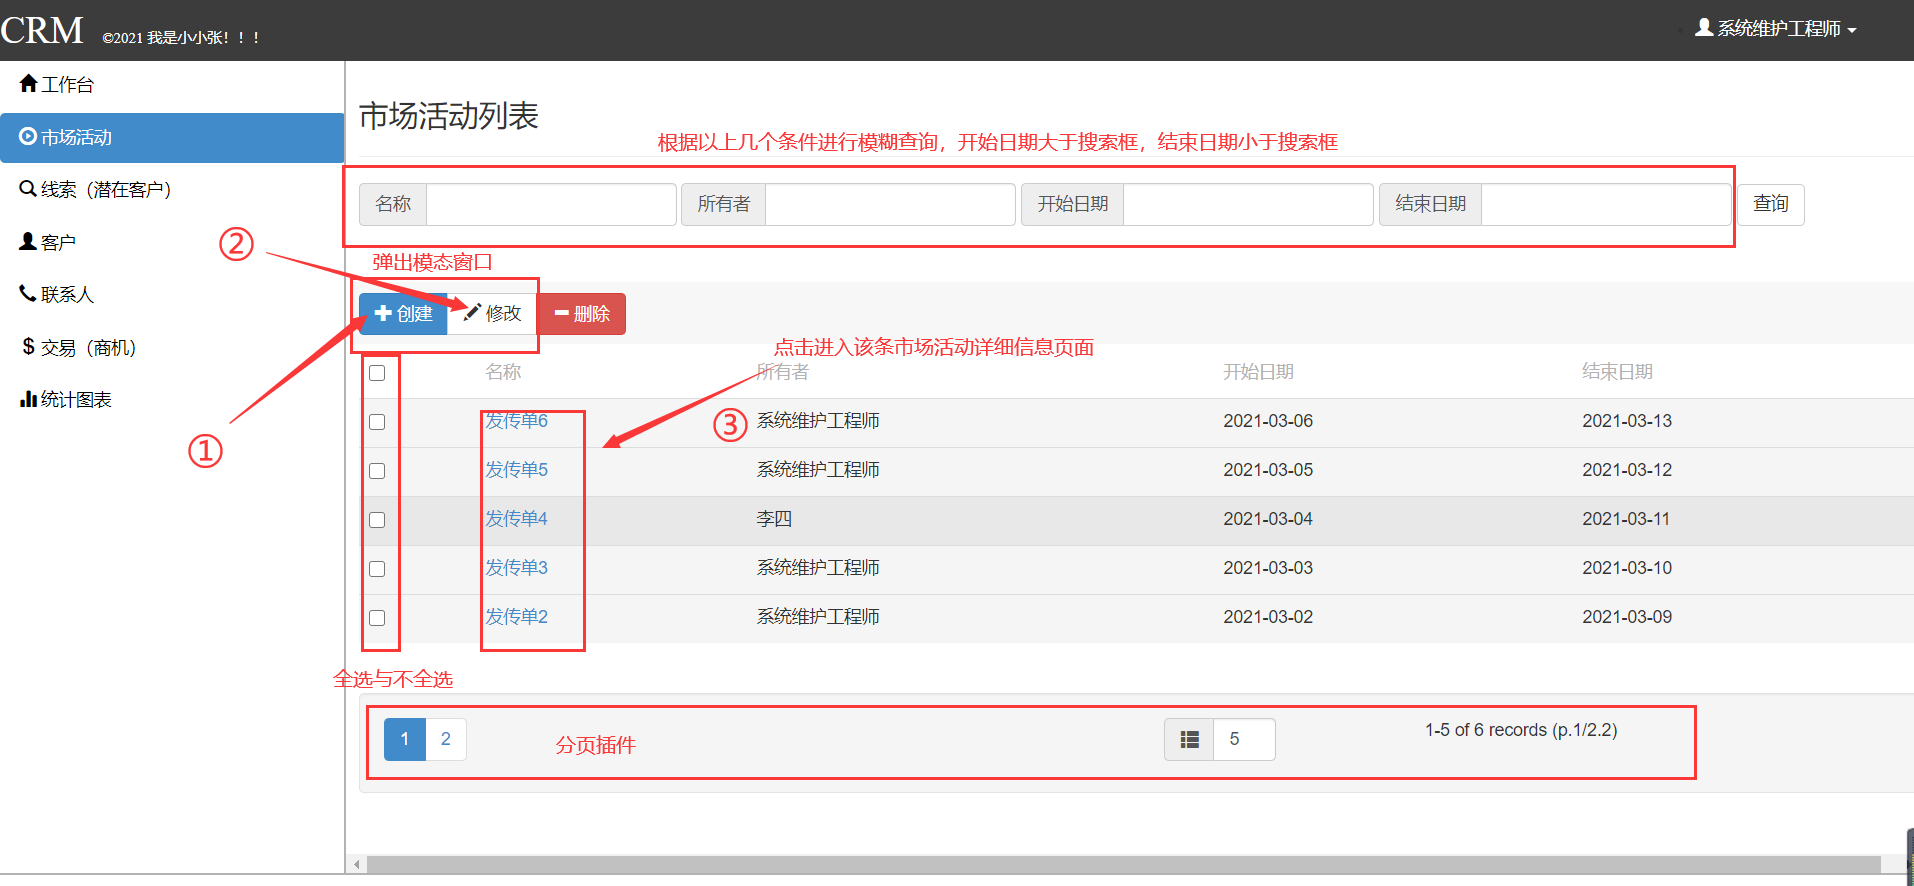 CRM ©2021 我是小小张！！！
系统维护工程师
工作台
市场活动
线索（潜在客户）
客户
联系人
交易（商机）
统计图表
市场活动列表
根据以上几个条件进行模糊查询，开始日期大于搜索框，结束日期小于搜索框
名称 所有者 开始日期 结束日期 查询
②
弹出模态窗口
创建 修改 删除
①
点击进入该条市场活动详细信息页面
名称 所有者 开始日期 结束日期
③
发传单6 系统维护工程师 2021-03-06 2021-03-13
发传单5 系统维护工程师 2021-03-05 2021-03-12
发传单4 李四 2021-03-04 2021-03-11
发传单3 系统维护工程师 2021-03-03 2021-03-10
发传单2 系统维护工程师 2021-03-02 2021-03-09
全选与不全选
1 2 分页插件 5 1-5 of 6 records (p.1/2.2)